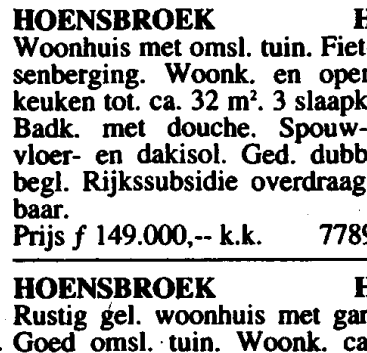 HOENSBROEK
Woonhuis met omsl. tuin. Fiet
senberging. Woonk. en open
keuken tot. ca. 32 m². 3 slaapk
Badk. met douche. Spouw-
vloer- en dakisol. Ged. dubb
begl. Rijkssubsidie overdraag
baar.
Prijs ƒ 149.000,-- k.k. 7789
HOENSBROEK
Rustig gel. woonhuis met gar
Goed omsl. tuin. Woonk. ca